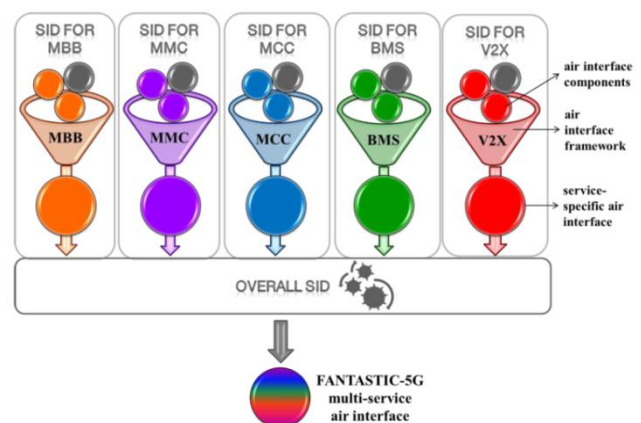 SID FOR
MBB
SID FOR
MMC
SID FOR
MCC
SID FOR
BMS
SID FOR
V2X
MBB
MMC
MCC
BMS
V2X
air interface
components
air
interface
framework
service-
specific air
interface
OVERALL SID
FANTASTIC-5G
multi-service
air interface